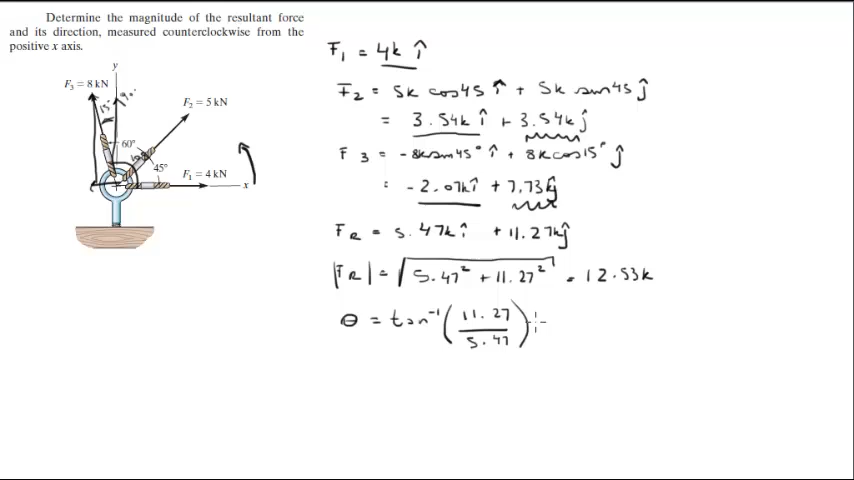 Determine the magnitude of the resultant force
and its direction, measured counterclockwise from the
positive x axis.
y
F₃ = 8 kN
15°
90°
F₂ = 5 kN
60°
45°
F₁ = 4 kN
x
F₁ = 4k î
F₂ = 5k cos45 î + 5k sin45 ĵ
= 3.54k î + 3.54k ĵ
F₃ = -8k sin45° î + 8k cos15° ĵ
= -2.07k î + 7.73k ĵ
F_R = 5.47k î + 11.27k ĵ
|F_R| = √5.47² + 11.27² = 12.53k
θ = tan⁻¹(11.27/5.47)